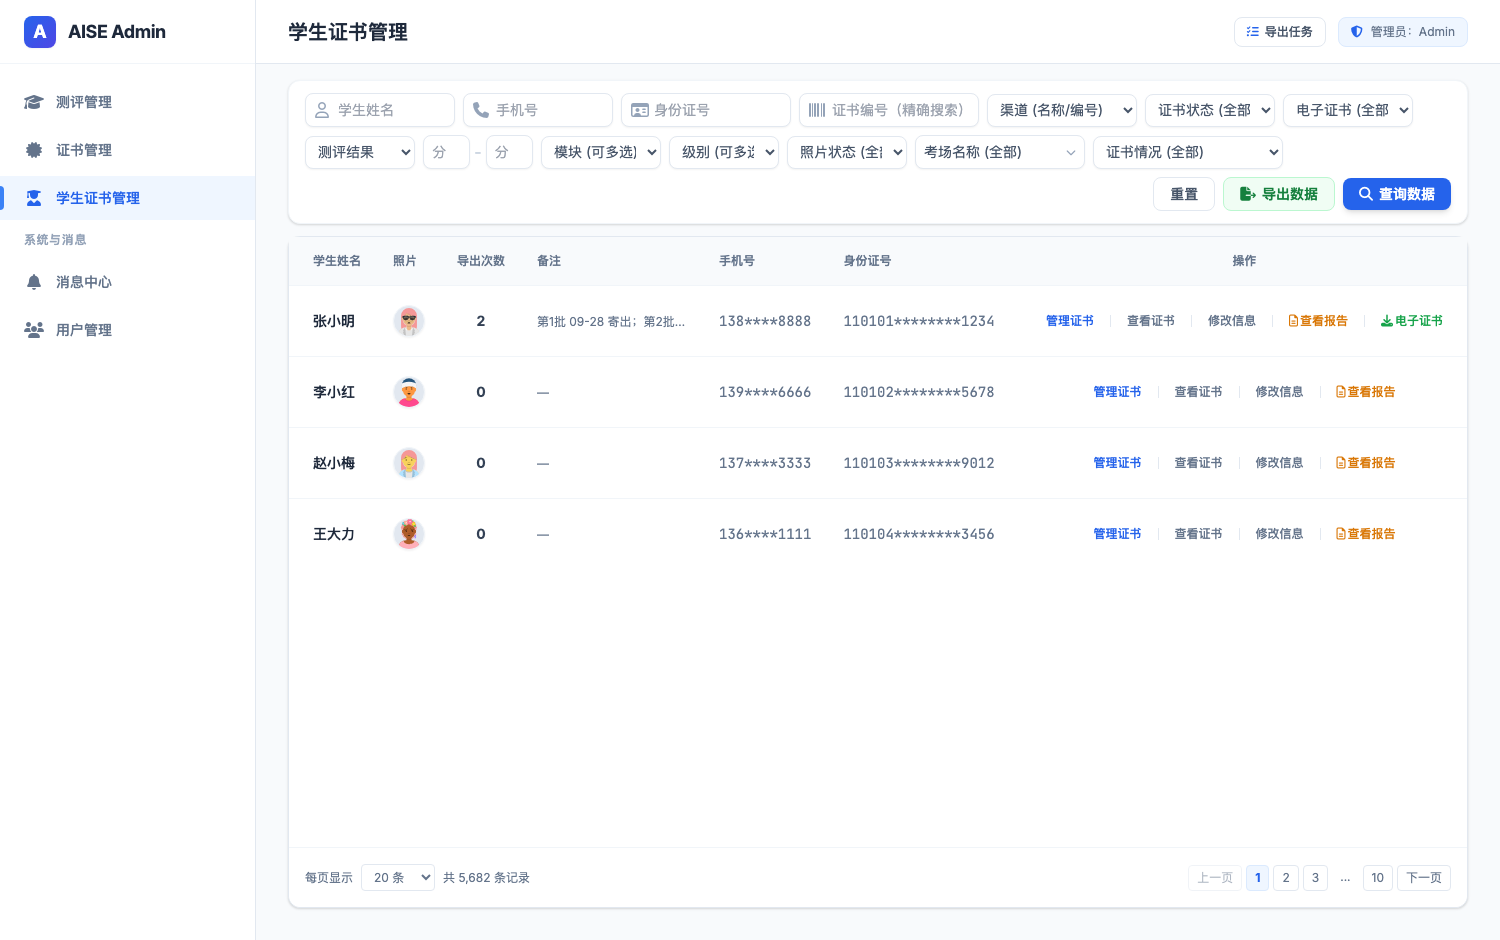 A AISE Admin
学生证书管理
导出任务
管理员：Admin
测评管理
证书管理
学生证书管理
系统与消息
消息中心
用户管理
学生姓名 手机号 身份证号 证书编号（精确搜索） 渠道 (名称/编号) 证书状态 (全部 电子证书 (全部
测评结果 分 - 分 模块 (可多选) 级别 (可多选 照片状态 (全部 考场名称 (全部) 证书情况 (全部)
重置 导出数据 查询数据
学生姓名 照片 导出次数 备注 手机号 身份证号 操作
张小明 2 第1批 09-28 寄出；第2批... 138****8888 110101********1234 管理证书 查看证书 修改信息 查看报告 电子证书
李小红 0 — 139****6666 110102********5678 管理证书 查看证书 修改信息 查看报告
赵小梅 0 — 137****3333 110103********9012 管理证书 查看证书 修改信息 查看报告
王大力 0 — 136****1111 110104********3456 管理证书 查看证书 修改信息 查看报告
每页显示 20 条 共 5,682 条记录
上一页 1 2 3 ... 10 下一页